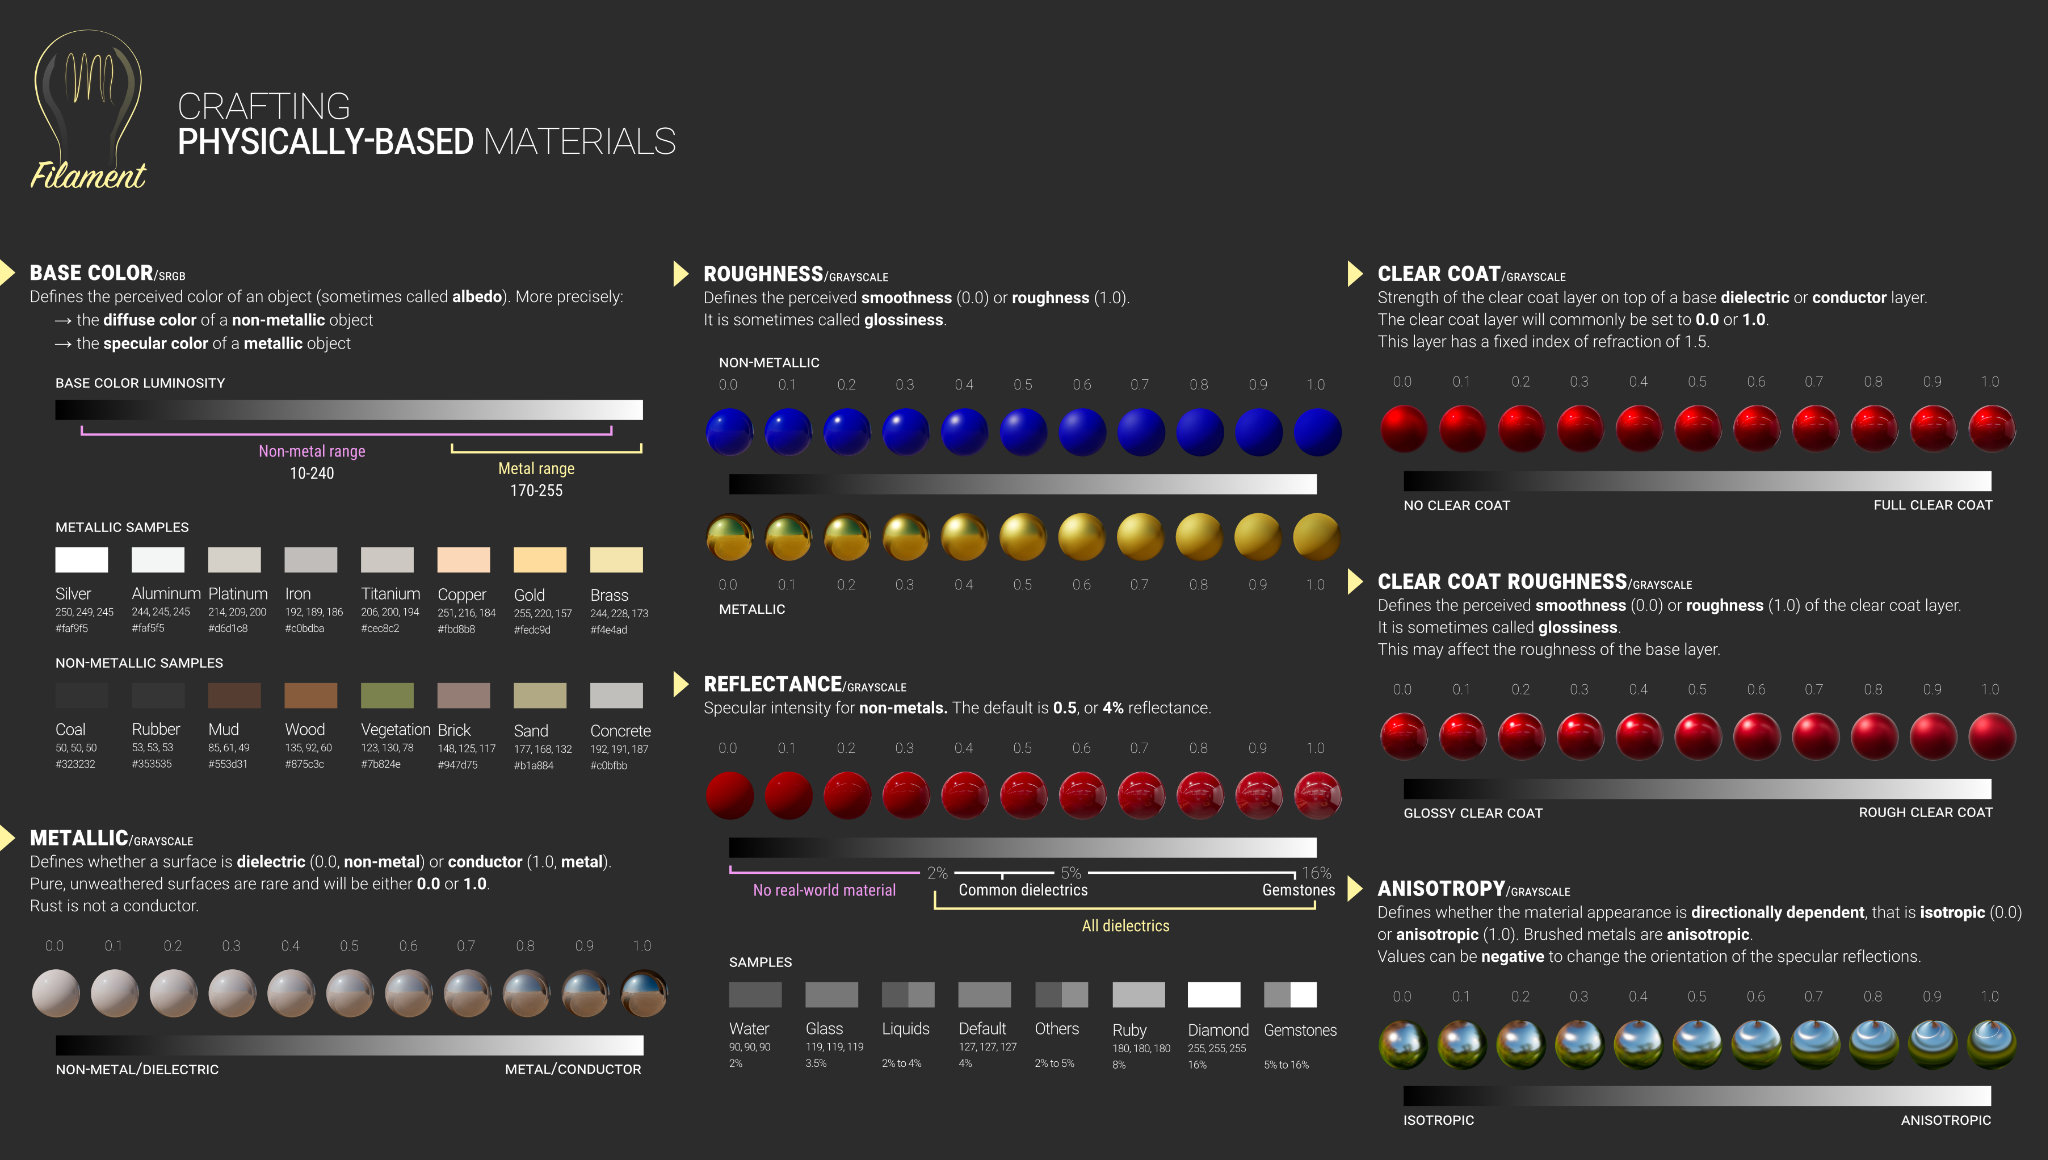 Filament
CRAFTING
PHYSICALLY-BASED MATERIALS
BASE COLOR/SRGB
Defines the perceived color of an object (sometimes called albedo). More precisely:
→ the diffuse color of a non-metallic object
→ the specular color of a metallic object
BASE COLOR LUMINOSITY
Non-metal range
10-240
Metal range
170-255
METALLIC SAMPLES
Silver Aluminum Platinum Iron Titanium Copper Gold Brass
250, 249, 245 244, 245, 245 214, 209, 200 192, 189, 186 206, 200, 194 251, 216, 184 255, 220, 157 244, 228, 173
#faf9f5 #faf5f5 #d6d1c8 #c0bdba #cec8c2 #fbd8b8 #fedc9d #f4e4ad
NON-METALLIC SAMPLES
Coal Rubber Mud Wood Vegetation Brick Sand Concrete
50, 50, 50 53, 53, 53 85, 61, 49 135, 92, 60 123, 130, 78 148, 125, 117 177, 168, 132 192, 191, 187
#323232 #353535 #553d31 #875c3c #7b824e #947d75 #b1a884 #c0bfbb
METALLIC/GRAYSCALE
Defines whether a surface is dielectric (0.0, non-metal) or conductor (1.0, metal).
Pure, unweathered surfaces are rare and will be either 0.0 or 1.0.
Rust is not a conductor.
0.0 0.1 0.2 0.3 0.4 0.5 0.6 0.7 0.8 0.9 1.0
NON-METAL/DIELECTRIC METAL/CONDUCTOR
ROUGHNESS/GRAYSCALE
Defines the perceived smoothness (0.0) or roughness (1.0).
It is sometimes called glossiness.
NON-METALLIC
0.0 0.1 0.2 0.3 0.4 0.5 0.6 0.7 0.8 0.9 1.0
0.0 0.1 0.2 0.3 0.4 0.5 0.6 0.7 0.8 0.9 1.0
METALLIC
REFLECTANCE/GRAYSCALE
Specular intensity for non-metals. The default is 0.5, or 4% reflectance.
0.0 0.1 0.2 0.3 0.4 0.5 0.6 0.7 0.8 0.9 1.0
2% 5% 16%
No real-world material Common dielectrics Gemstones
All dielectrics
SAMPLES
Water Glass Liquids Default Others Ruby Diamond Gemstones
90, 90, 90 119, 119, 119 127, 127, 127 180, 180, 180 255, 255, 255
2% 3.5% 2% to 4% 4% 2% to 5% 8% 16% 5% to 16%
CLEAR COAT/GRAYSCALE
Strength of the clear coat layer on top of a base dielectric or conductor layer.
The clear coat layer will commonly be set to 0.0 or 1.0.
This layer has a fixed index of refraction of 1.5.
0.0 0.1 0.2 0.3 0.4 0.5 0.6 0.7 0.8 0.9 1.0
NO CLEAR COAT FULL CLEAR COAT
CLEAR COAT ROUGHNESS/GRAYSCALE
Defines the perceived smoothness (0.0) or roughness (1.0) of the clear coat layer.
It is sometimes called glossiness.
This may affect the roughness of the base layer.
0.0 0.1 0.2 0.3 0.4 0.5 0.6 0.7 0.8 0.9 1.0
GLOSSY CLEAR COAT ROUGH CLEAR COAT
ANISOTROPY/GRAYSCALE
Defines whether the material appearance is directionally dependent, that is isotropic (0.0)
or anisotropic (1.0). Brushed metals are anisotropic.
Values can be negative to change the orientation of the specular reflections.
0.0 0.1 0.2 0.3 0.4 0.5 0.6 0.7 0.8 0.9 1.0
ISOTROPIC ANISOTROPIC